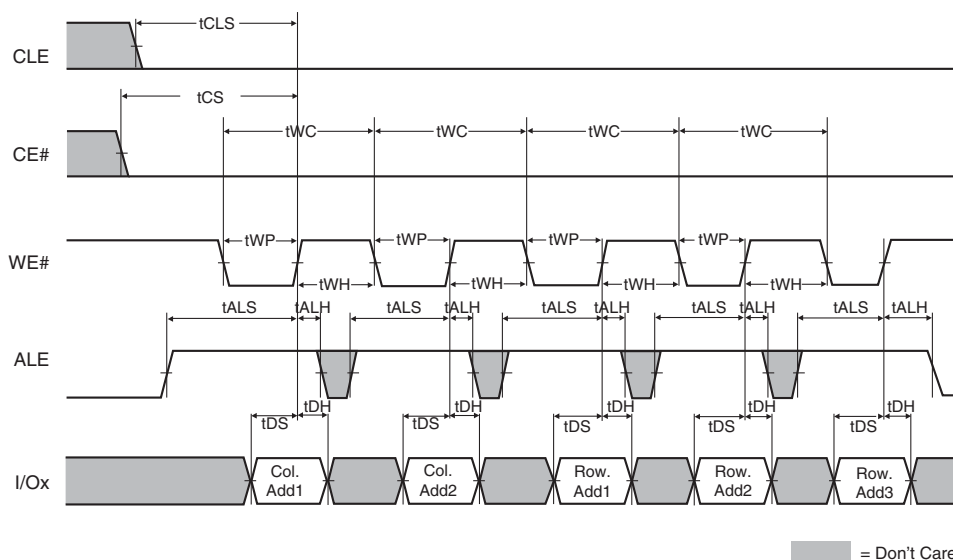 tCLS
CLE
tCS
tWC tWC tWC tWC
CE#
tWP tWP tWP tWP
WE#
tWH tWH tWH tWH
tALS tALH tALS tALH tALS tALH tALS tALH tALS tALH
ALE
tDH tDH tDH tDH tDH
tDS tDS tDS tDS tDS
I/Ox
Col. Col. Row. Row. Row.
Add1 Add2 Add1 Add2 Add3
= Don't Care